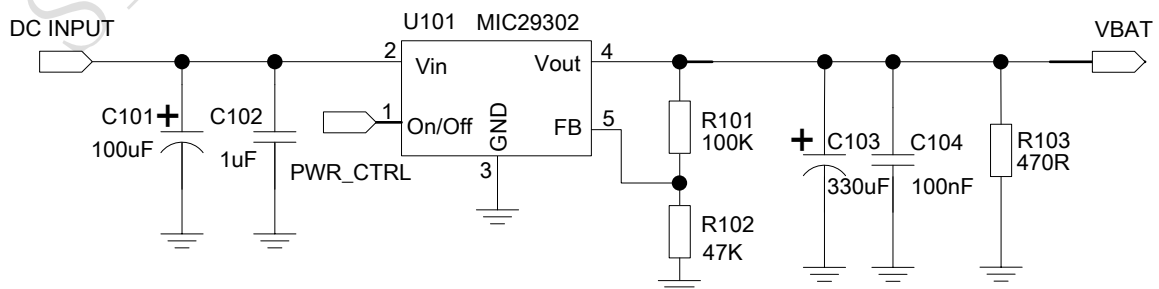 DC INPUT
U101 MIC29302
VBAT
2
Vin
Vout
4
C101
+
100uF
C102
1uF
1
On/Off
PWR_CTRL
GND
3
FB
5
R101
100K
R102
47K
+
C103
330uF
C104
100nF
R103
470R